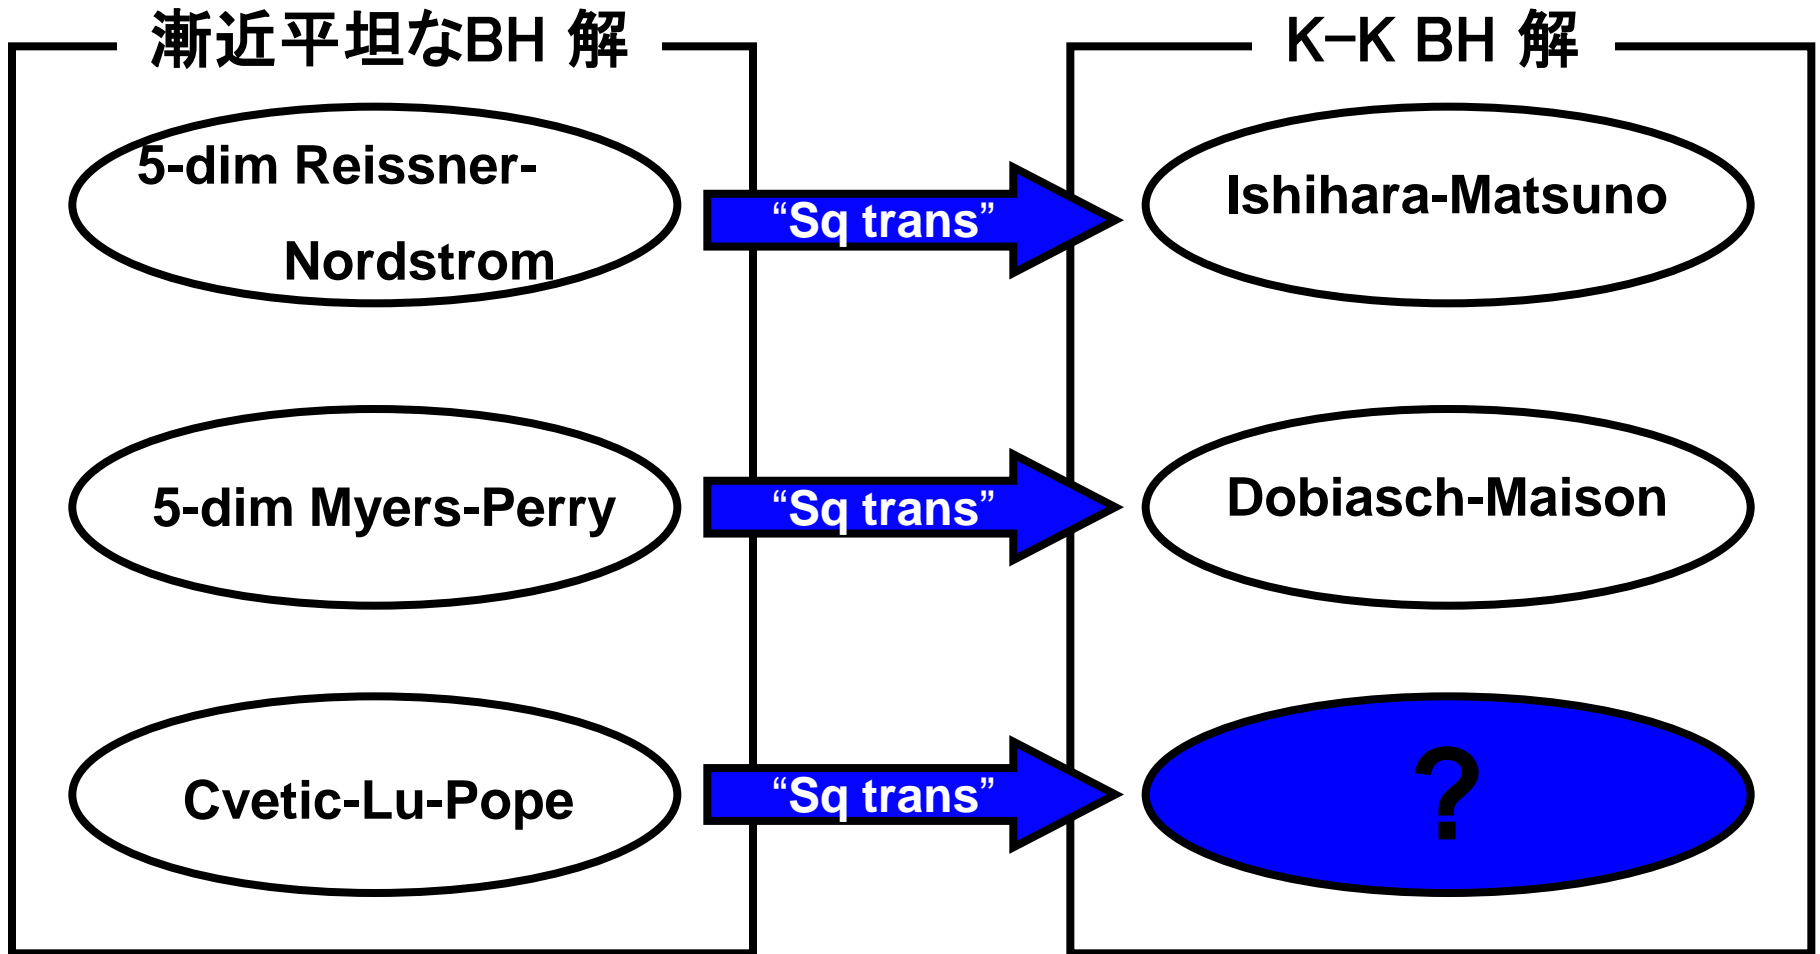 漸近平坦なBH 解
K-K BH 解
5-dim Reissner-
Nordstrom
“Sq trans”
Ishihara-Matsuno
5-dim Myers-Perry
“Sq trans”
Dobiasch-Maison
Cvetic-Lu-Pope
“Sq trans”
?